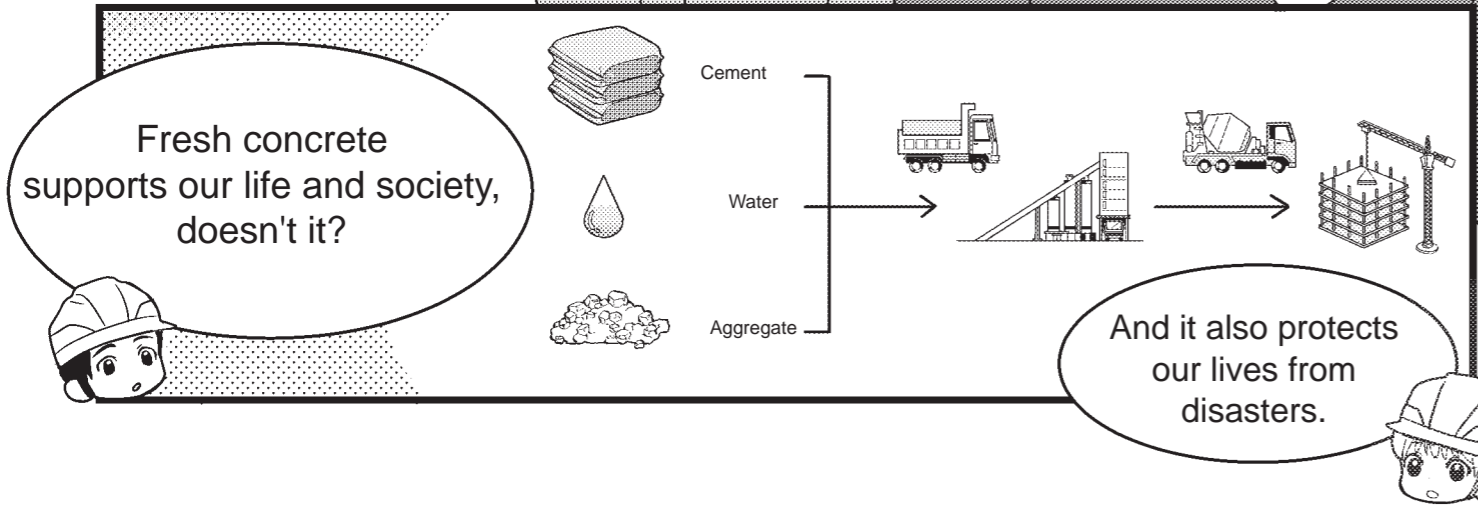 Fresh concrete
supports our life and society,
doesn't it?
Cement
Water
Aggregate
And it also protects
our lives from
disasters.